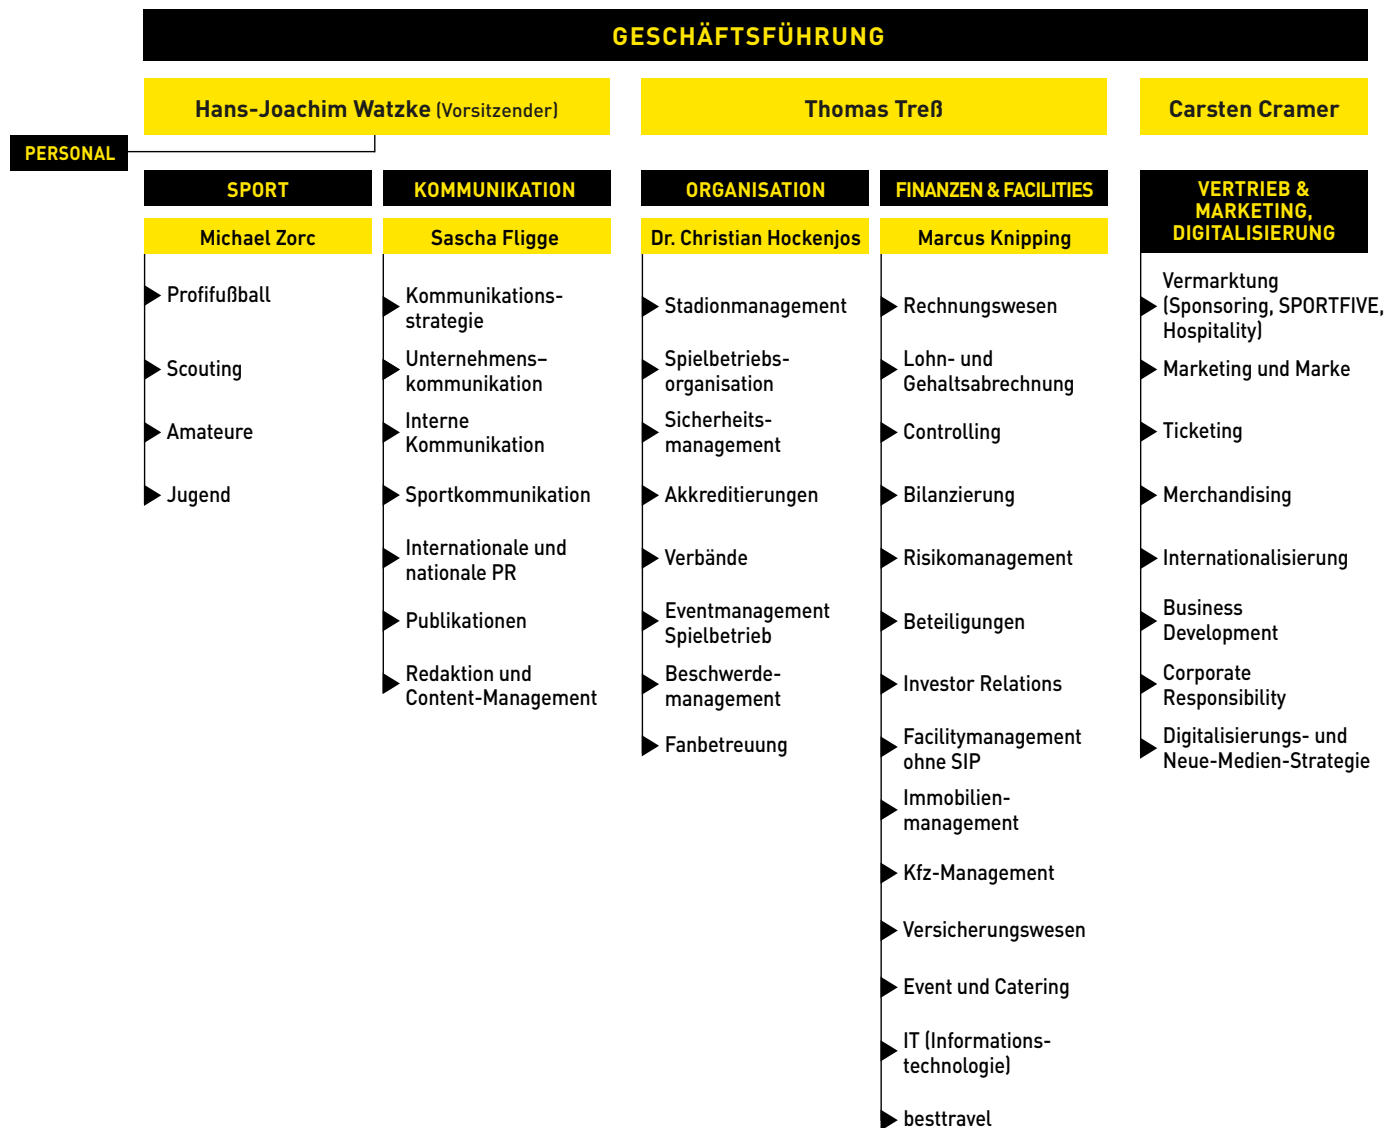 GESCHÄFTSFÜHRUNG
Hans-Joachim Watzke (Vorsitzender)
Thomas Treß
Carsten Cramer
PERSONAL
SPORT
Michael Zorc
Profifußball
Scouting
Amateure
Jugend
KOMMUNIKATION
Sascha Fligge
Kommunikations-
strategie
Unternehmens–
kommunikation
Interne
Kommunikation
Sportkommunikation
Internationale und
nationale PR
Publikationen
Redaktion und
Content-Management
ORGANISATION
Dr. Christian Hockenjos
Stadionmanagement
Spielbetriebs-
organisation
Sicherheits-
management
Akkreditierungen
Verbände
Eventmanagement
Spielbetrieb
Beschwerde-
management
Fanbetreuung
FINANZEN & FACILITIES
Marcus Knipping
Rechnungswesen
Lohn- und
Gehaltsabrechnung
Controlling
Bilanzierung
Risikomanagement
Beteiligungen
Investor Relations
Facilitymanagement
ohne SIP
Immobilien-
management
Kfz-Management
Versicherungswesen
Event und Catering
IT (Informations-
technologie)
besttravel
VERTRIEB &
MARKETING,
DIGITALISIERUNG
Vermarktung
(Sponsoring, SPORTFIVE,
Hospitality)
Marketing und Marke
Ticketing
Merchandising
Internationalisierung
Business
Development
Corporate
Responsibility
Digitalisierungs- und
Neue-Medien-Strategie